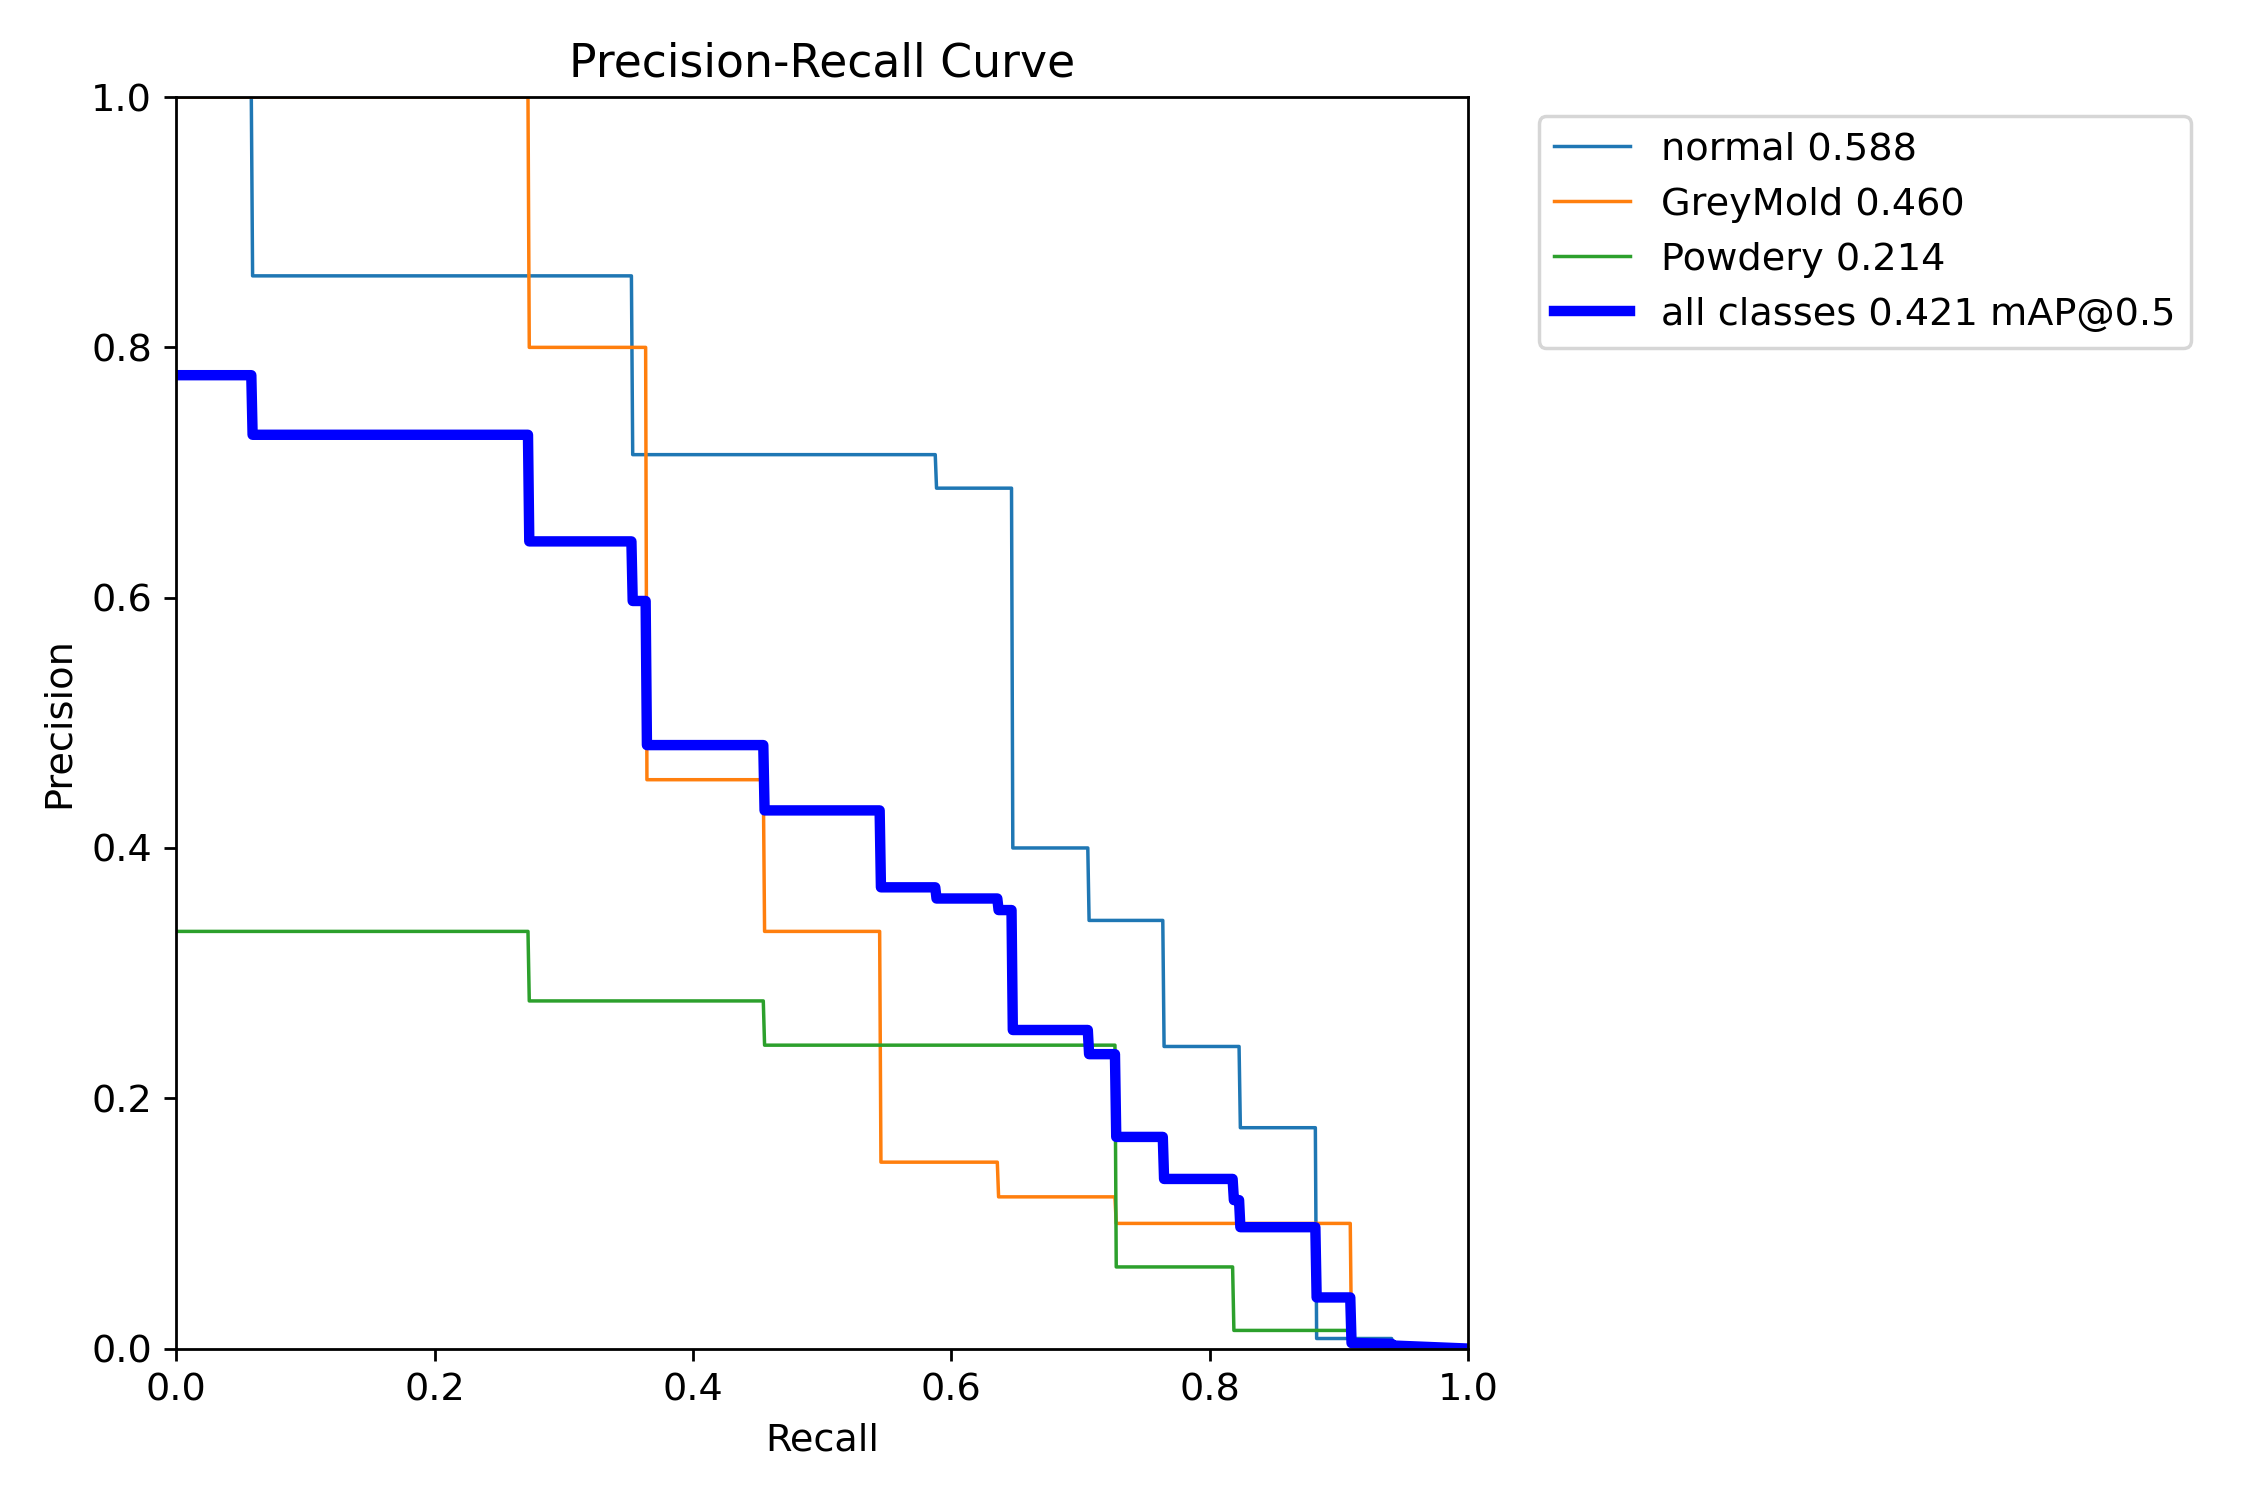 Precision-Recall Curve
1.0
0.8
0.6
0.4
0.2
0.0
Precision
0.0 0.2 0.4 0.6 0.8 1.0
Recall
normal 0.588
GreyMold 0.460
Powdery 0.214
all classes 0.421 mAP@0.5